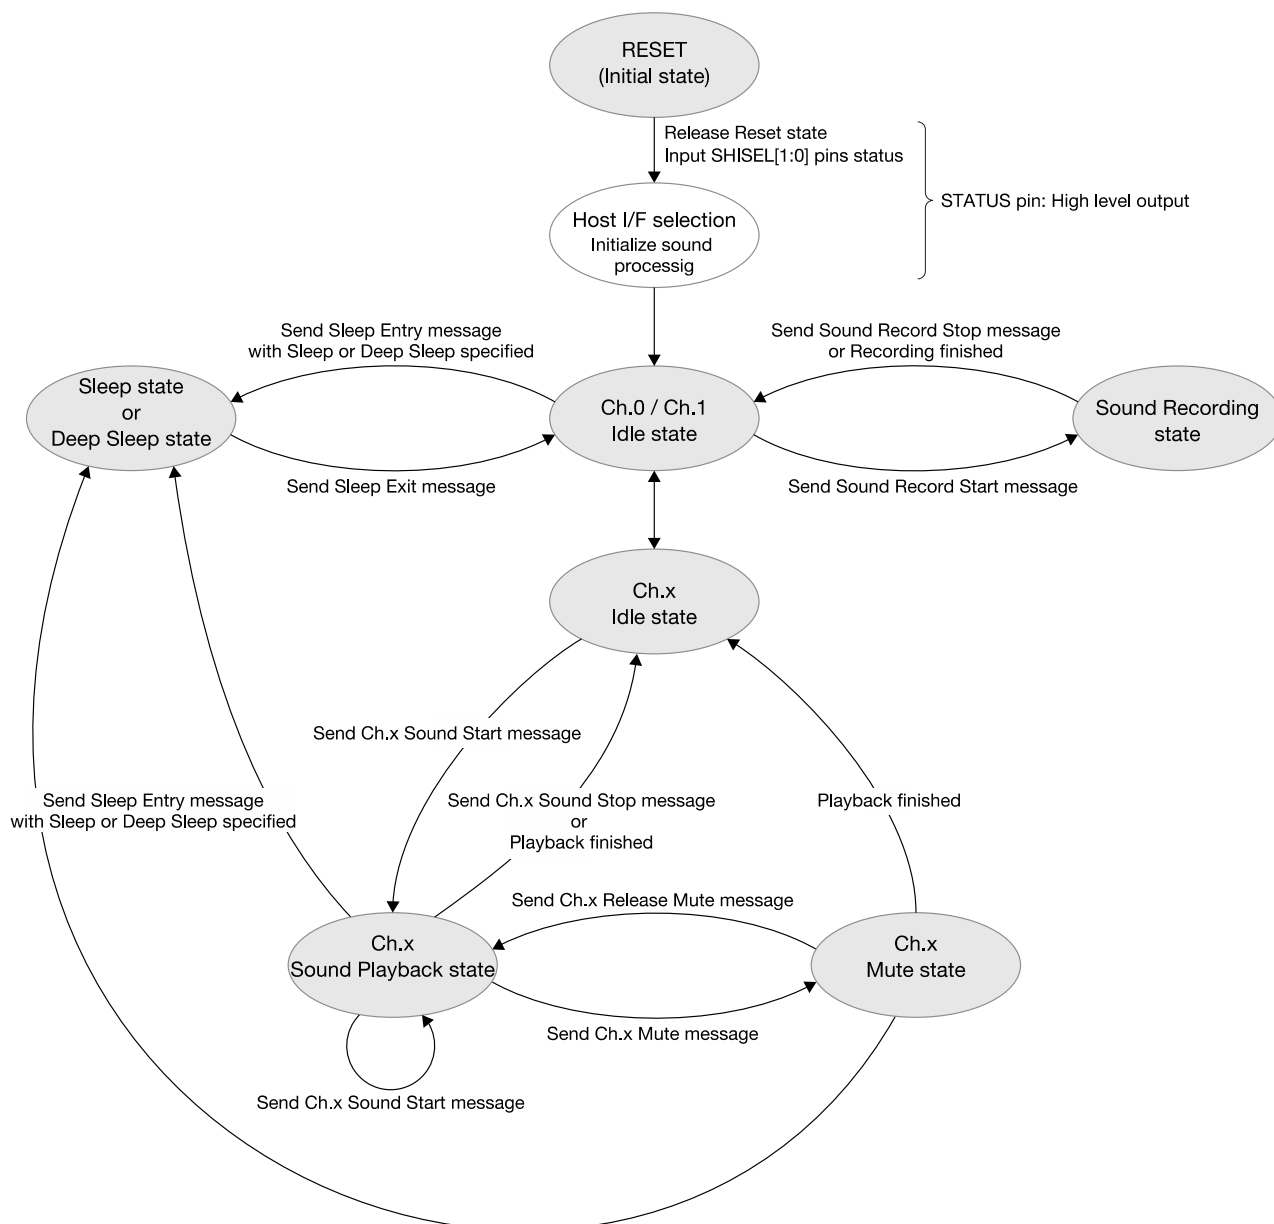 RESET
(Initial state)
Release Reset state
Input SHISEL[1:0] pins status
STATUS pin: High level output
Host I/F selection
Initialize sound
processig
Send Sleep Entry message
with Sleep or Deep Sleep specified
Send Sound Record Stop message
or Recording finished
Sleep state
or
Deep Sleep state
Ch.0 / Ch.1
Idle state
Sound Recording
state
Send Sleep Exit message
Send Sound Record Start message
Ch.x
Idle state
Send Ch.x Sound Start message
Send Sleep Entry message
with Sleep or Deep Sleep specified
Send Ch.x Sound Stop message
or
Playback finished
Playback finished
Send Ch.x Release Mute message
Ch.x
Sound Playback state
Ch.x
Mute state
Send Ch.x Mute message
Send Ch.x Sound Start message